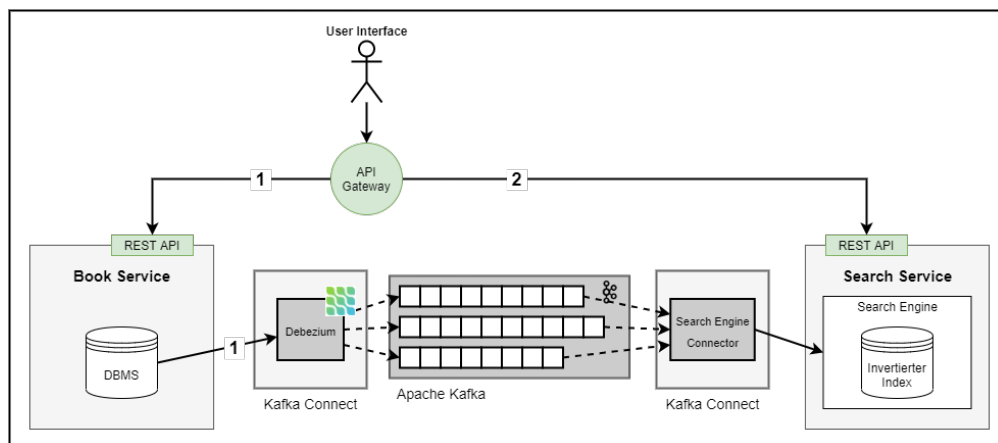 User Interface
API
Gateway
1
2
REST API
REST API
Book Service
Search Service
DBMS
1
Debezium
Kafka Connect
Apache Kafka
Search Engine
Connector
Kafka Connect
Search Engine
Invertierter
Index